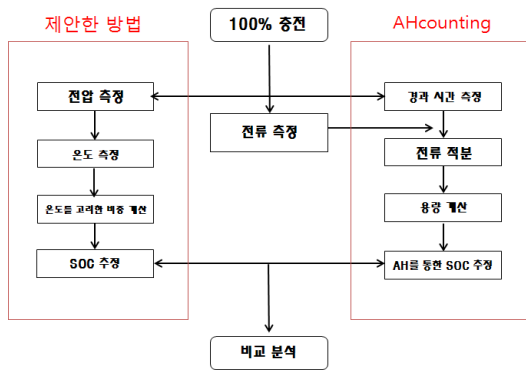 제안한 방법
100% 충전
AHcounting
전압 측정
경과 시간 측정
전류 측정
온도 측정
전류 적분
온도를 고려한 비중 계산
용량 계산
SOC 추정
AH를 통한 SOC 추정
비교 분석